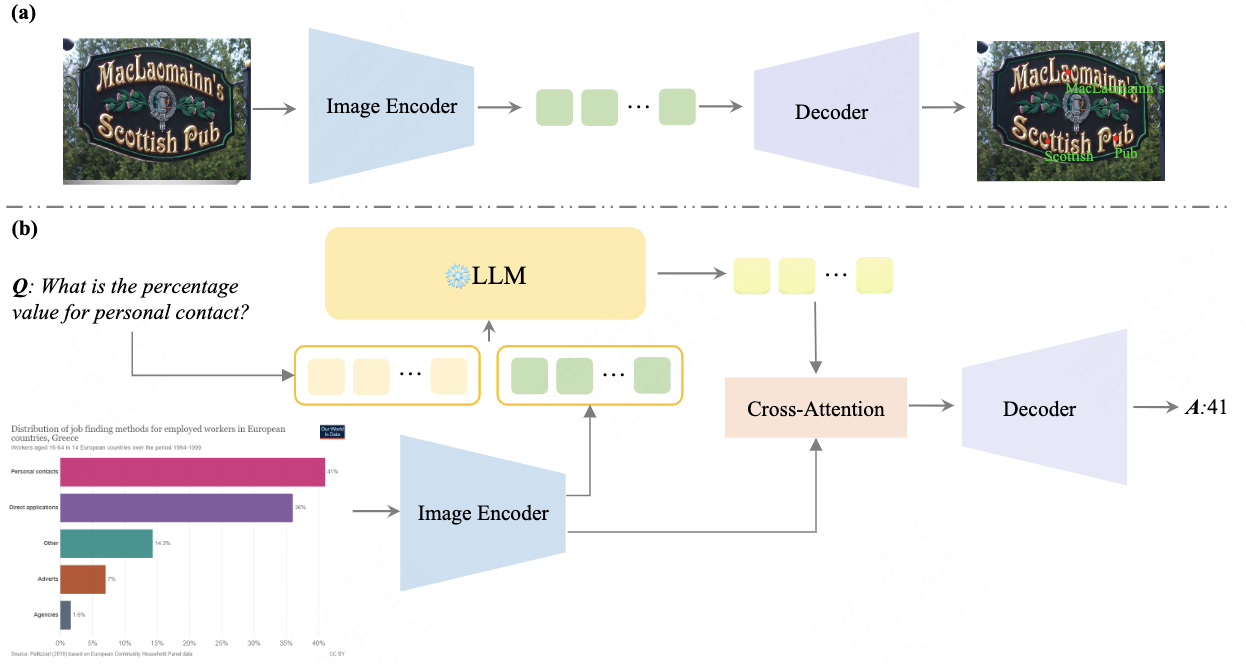 (a)
MacLaomainn's
Scottish Pub
Image Encoder
...
Decoder
MacLaomainn's
Scottish Pub
MacLaomainn's
Scottish
Pub
(b)
Q: What is the percentage
value for personal contact?
LLM
...
...
...
Cross-Attention
Decoder
A:41
Distribution of job finding methods for employed workers in European
countries, Greece
Our World
in Data
Workers aged 16-64 in 14 European countries over the period 1994-1999
Personal contacts
41%
Direct applications
36%
Other
14.3%
Adverts
7%
Agencies
1.6%
0% 5% 10% 15% 20% 25% 30% 35% 40%
Source: Pellizzari (2010) based on European Community Household Panel data
CC BY
Image Encoder